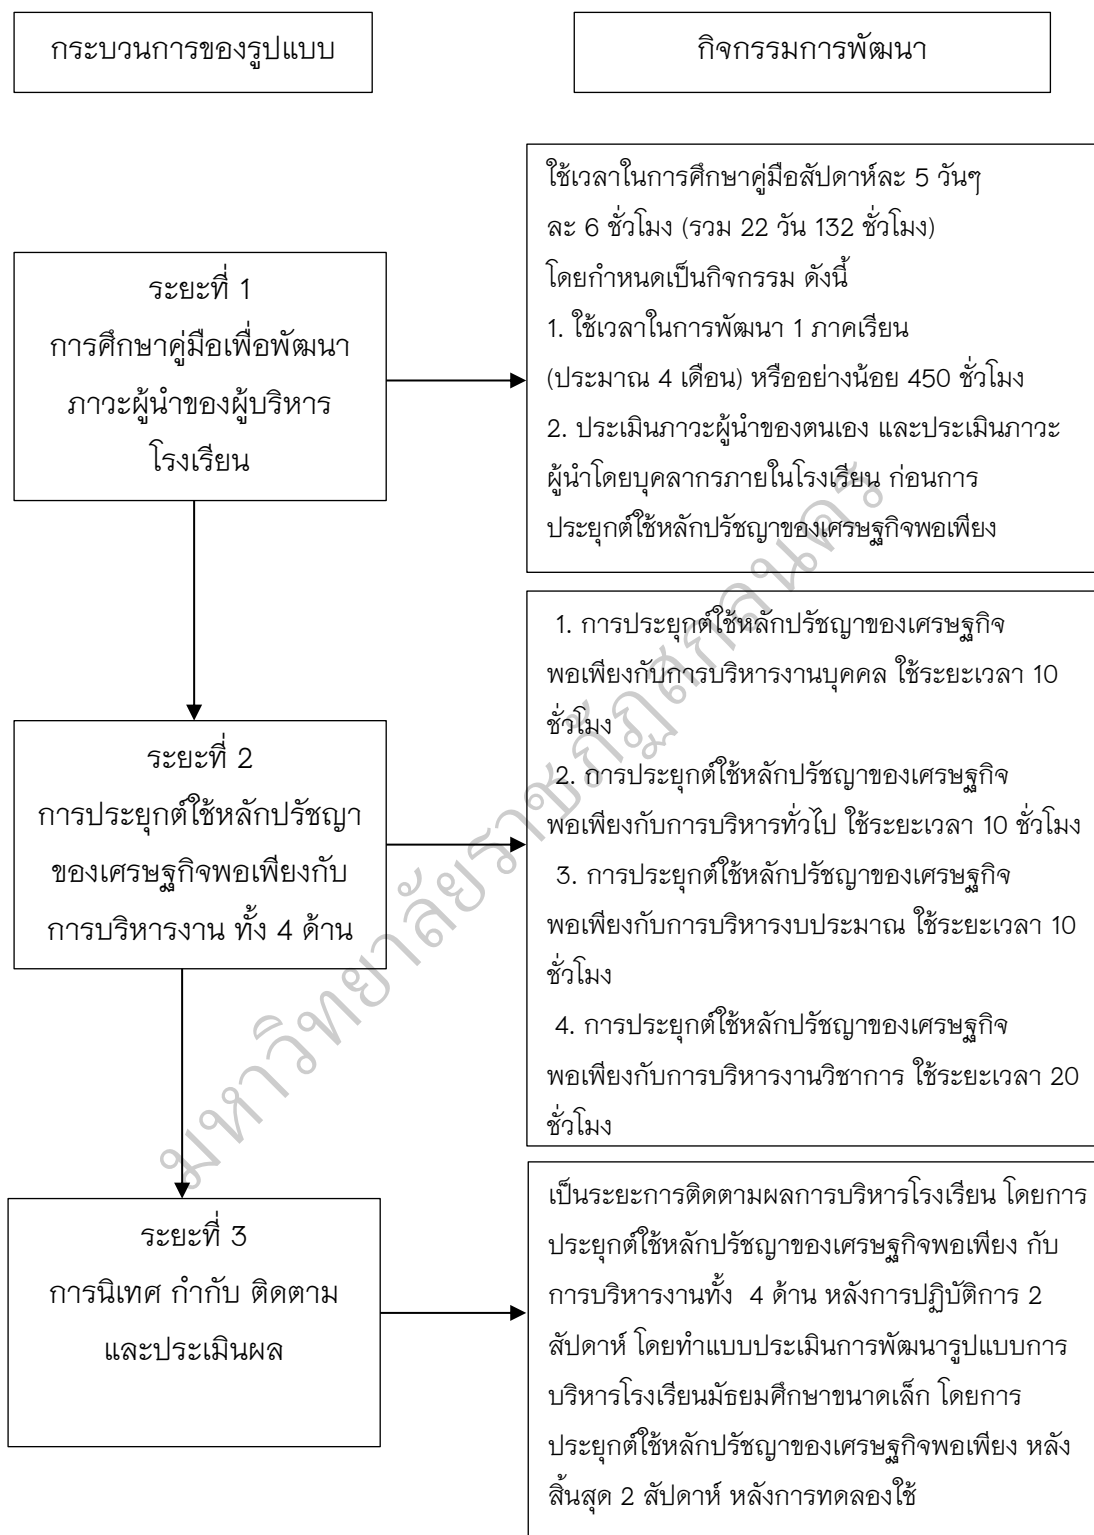 กระบวนการของรูปแบบ
กิจกรรมการพัฒนา
ระยะที่ 1
การศึกษาคู่มือเพื่อพัฒนา
ภาวะผู้นำของผู้บริหาร
โรงเรียน
ใช้เวลาในการศึกษาคู่มือสัปดาห์ละ 5 วันๆ
ละ 6 ชั่วโมง (รวม 22 วัน 132 ชั่วโมง)
โดยกำหนดเป็นกิจกรรม ดังนี้
1. ใช้เวลาในการพัฒนา 1 ภาคเรียน
(ประมาณ 4 เดือน) หรืออย่างน้อย 450 ชั่วโมง
2. ประเมินภาวะผู้นำของตนเอง และประเมินภาวะ
ผู้นำโดยบุคลากรภายในโรงเรียน ก่อนการ
ประยุกต์ใช้หลักปรัชญาของเศรษฐกิจพอเพียง
ระยะที่ 2
การประยุกต์ใช้หลักปรัชญา
ของเศรษฐกิจพอเพียงกับ
การบริหารงาน ทั้ง 4 ด้าน
1. การประยุกต์ใช้หลักปรัชญาของเศรษฐกิจ
พอเพียงกับการบริหารงานบุคคล ใช้ระยะเวลา 10
ชั่วโมง
2. การประยุกต์ใช้หลักปรัชญาของเศรษฐกิจ
พอเพียงกับการบริหารทั่วไป ใช้ระยะเวลา 10 ชั่วโมง
3. การประยุกต์ใช้หลักปรัชญาของเศรษฐกิจ
พอเพียงกับการบริหารงบประมาณ ใช้ระยะเวลา 10
ชั่วโมง
4. การประยุกต์ใช้หลักปรัชญาของเศรษฐกิจ
พอเพียงกับการบริหารงานวิชาการ ใช้ระยะเวลา 20
ชั่วโมง
ระยะที่ 3
การนิเทศ กำกับ ติดตาม
และประเมินผล
เป็นระยะการติดตามผลการบริหารโรงเรียน โดยการ
ประยุกต์ใช้หลักปรัชญาของเศรษฐกิจพอเพียง กับ
การบริหารงานทั้ง 4 ด้าน หลังการปฏิบัติการ 2
สัปดาห์ โดยทำแบบประเมินการพัฒนารูปแบบการ
บริหารโรงเรียนมัธยมศึกษาขนาดเล็ก โดยการ
ประยุกต์ใช้หลักปรัชญาของเศรษฐกิจพอเพียง หลัง
สิ้นสุด 2 สัปดาห์ หลังการทดลองใช้
มหาวิทยาลัยราชภัฏสกลนคร